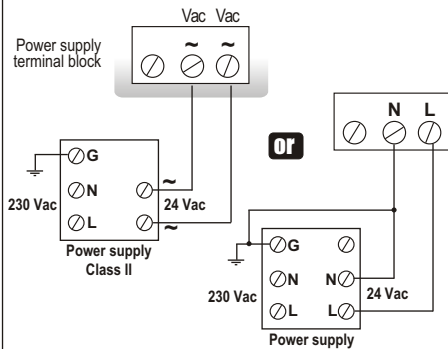 Vac Vac
Power supply
terminal block
~ ~
N L
or
G
N
L
230 Vac
~
24 Vac
~
Power supply
Class II
G
N N
L L
230 Vac
24 Vac
Power supply